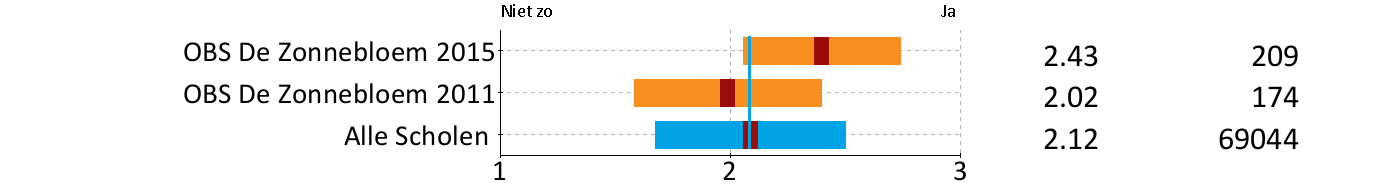 Niet zo Ja
OBS De Zonnebloem 2015 2.43 209
OBS De Zonnebloem 2011 2.02 174
Alle Scholen 2.12 69044
1 2 3